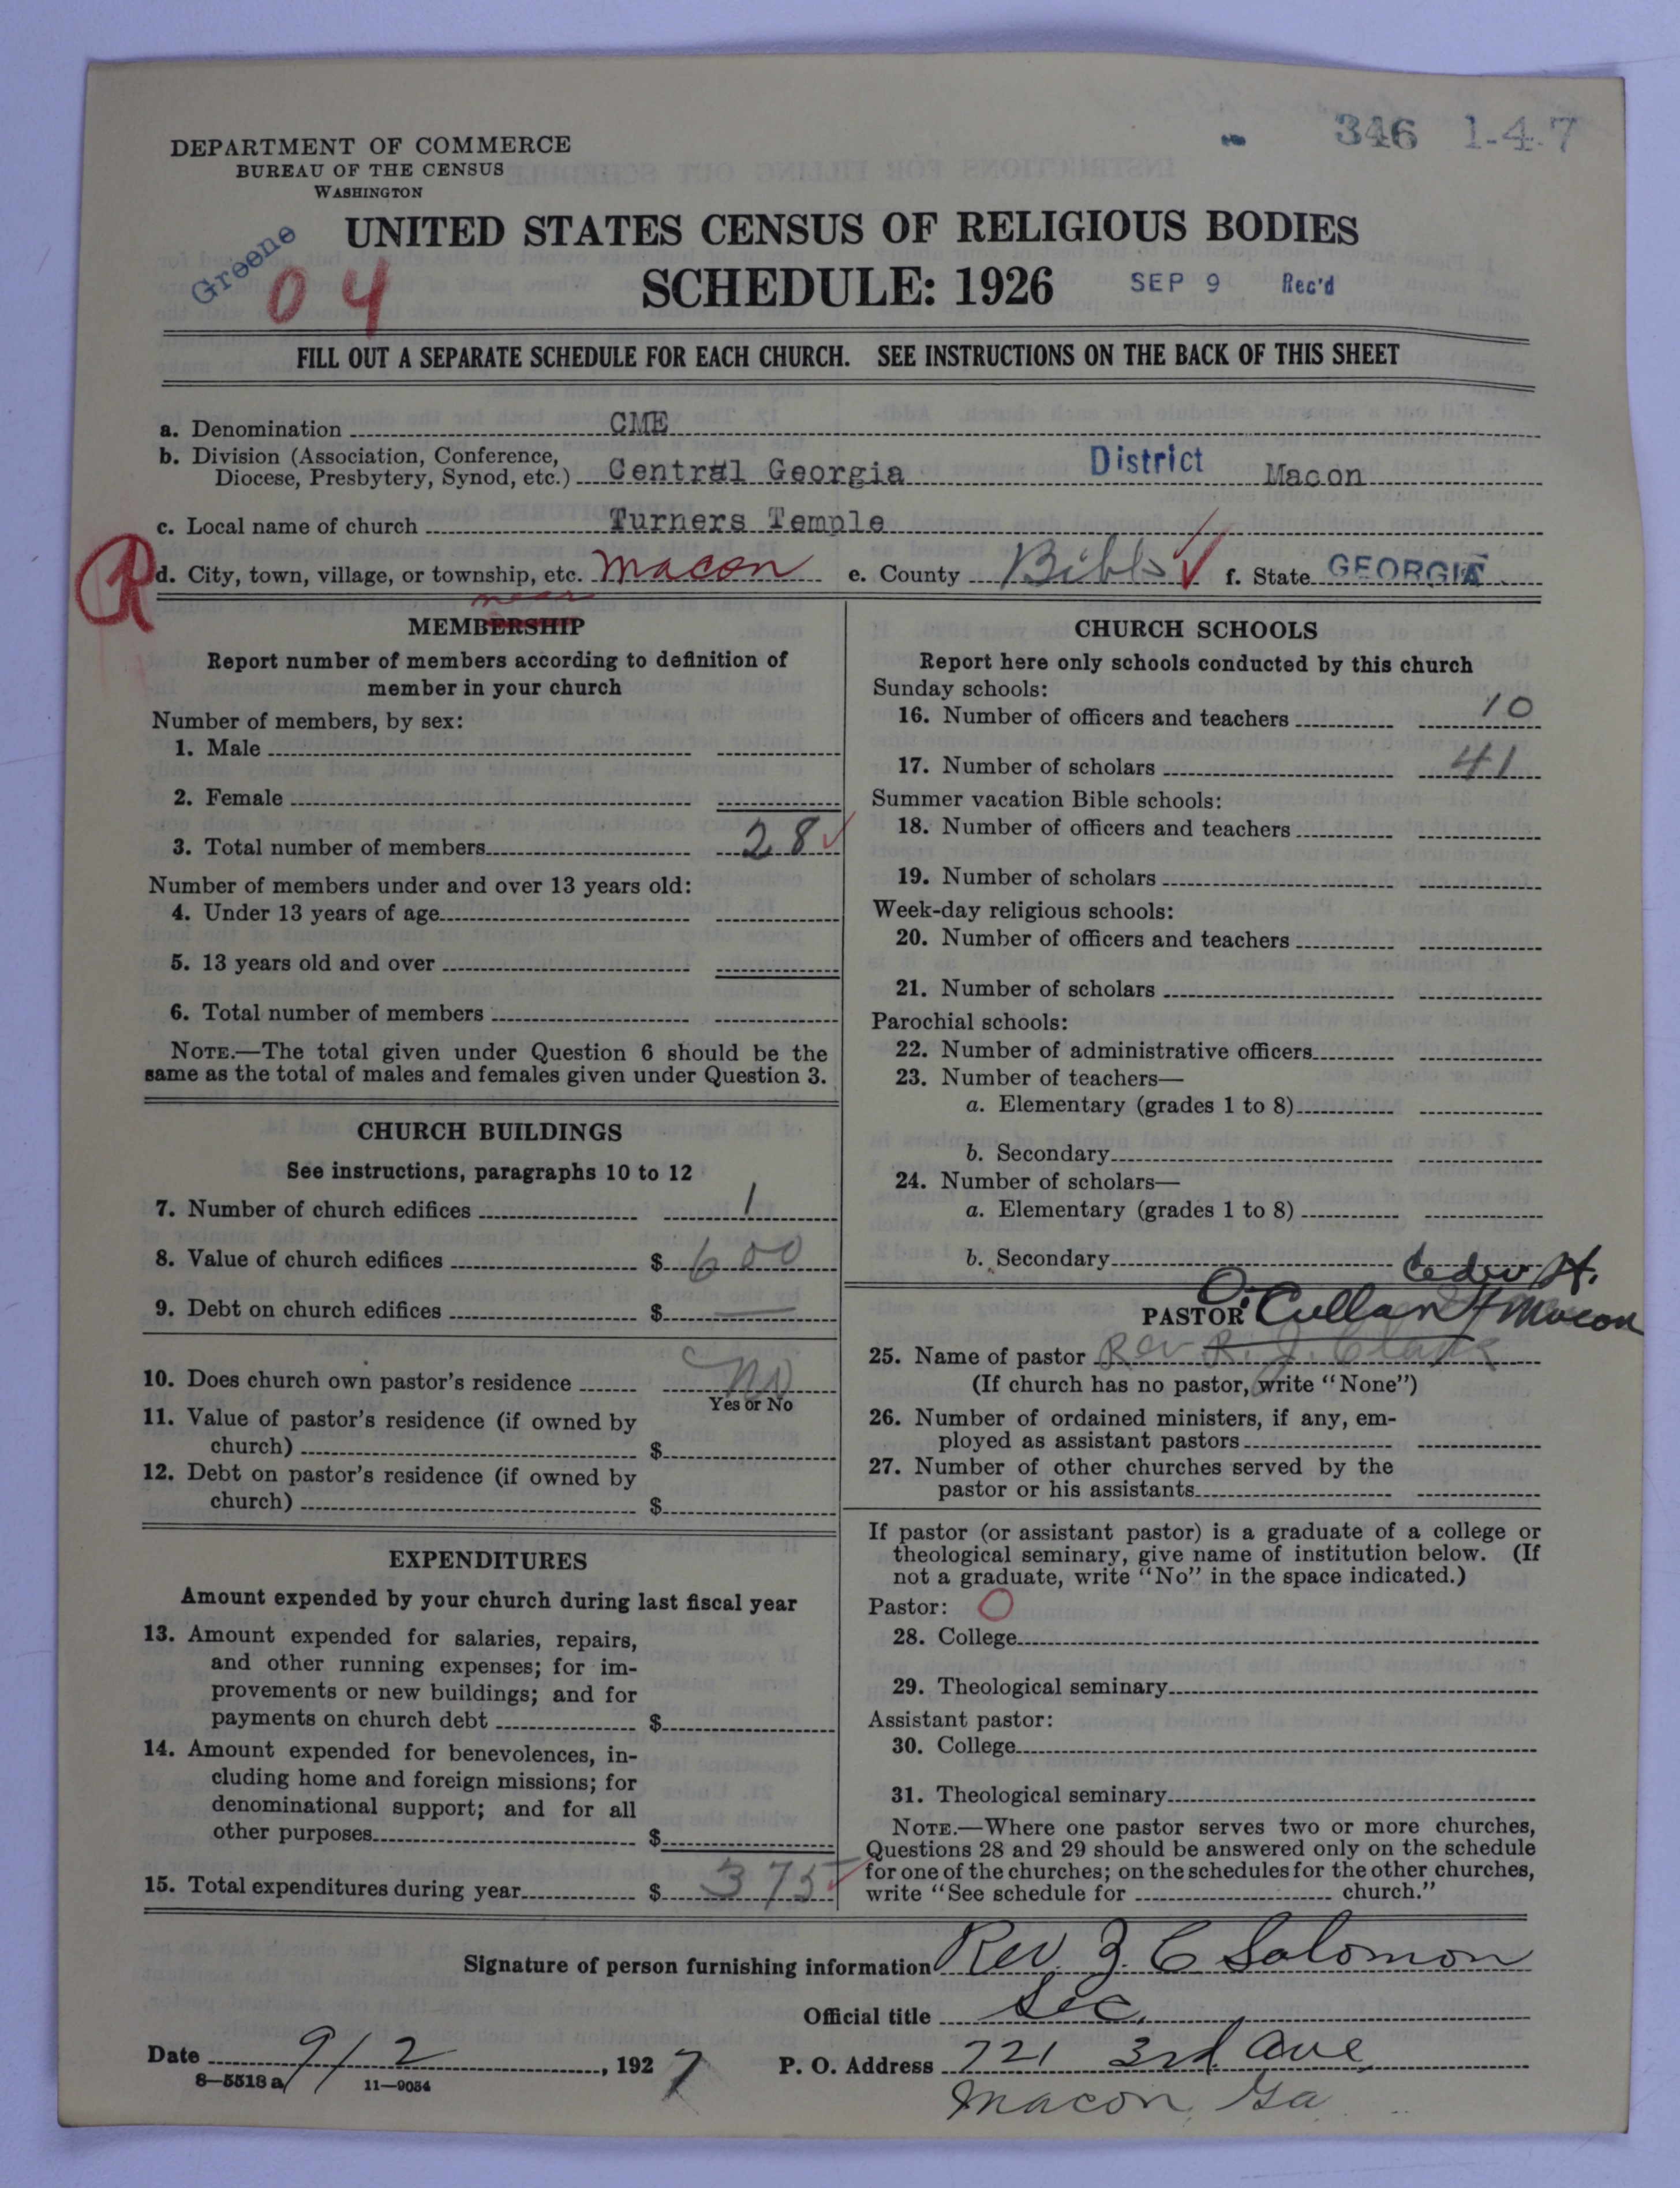 346 1-4-7
DEPARTMENT OF COMMERCE
BUREAU OF THE CENSUS
WASHINGTON
Greene
04
UNITED STATES CENSUS OF RELIGIOUS BODIES
SCHEDULE: 1926 SEP 9 Rec'd
FILL OUT A SEPARATE SCHEDULE FOR EACH CHURCH. SEE INSTRUCTIONS ON THE BACK OF THIS SHEET
a. Denomination CME
b. Division (Association, Conference,
Diocese, Presbytery, Synod, etc.) Central Georgia District Macon
c. Local name of church Turners Temple
R d. City, town, village, or township, etc. Macon e. County Bibb f. State GEORGIA
near
MEMBERSHIP
Report number of members according to definition of
member in your church
Number of members, by sex:
1. Male
2. Female
3. Total number of members 28
Number of members under and over 13 years old:
4. Under 13 years of age
5. 13 years old and over
6. Total number of members
NOTE.—The total given under Question 6 should be the
same as the total of males and females given under Question 3.
CHURCH BUILDINGS
See instructions, paragraphs 10 to 12
7. Number of church edifices 1
8. Value of church edifices $ 600
9. Debt on church edifices $
10. Does church own pastor's residence No
Yes or No
11. Value of pastor's residence (if owned by
church) $
12. Debt on pastor's residence (if owned by
church) $
EXPENDITURES
Amount expended by your church during last fiscal year
13. Amount expended for salaries, repairs,
and other running expenses; for im-
provements or new buildings; and for
payments on church debt $
14. Amount expended for benevolences, in-
cluding home and foreign missions; for
denominational support; and for all
other purposes $
15. Total expenditures during year $ 375
CHURCH SCHOOLS
Report here only schools conducted by this church
Sunday schools:
16. Number of officers and teachers 10
17. Number of scholars 41
Summer vacation Bible schools:
18. Number of officers and teachers
19. Number of scholars
Week-day religious schools:
20. Number of officers and teachers
21. Number of scholars
Parochial schools:
22. Number of administrative officers
23. Number of teachers—
a. Elementary (grades 1 to 8)
b. Secondary
24. Number of scholars—
a. Elementary (grades 1 to 8)
b. Secondary
PASTOR Macon
25. Name of pastor Rev R. J. Clark
(If church has no pastor, write "None")
26. Number of ordained ministers, if any, em-
ployed as assistant pastors
27. Number of other churches served by the
pastor or his assistants
If pastor (or assistant pastor) is a graduate of a college or
theological seminary, give name of institution below. (If
not a graduate, write "No" in the space indicated.)
Pastor: O
28. College
29. Theological seminary
Assistant pastor:
30. College
31. Theological seminary
NOTE.—Where one pastor serves two or more churches,
Questions 28 and 29 should be answered only on the schedule
for one of the churches; on the schedules for the other churches,
write "See schedule for church."
Signature of person furnishing information Rev. J. C Solomon
Official title Sec.
Date 9/2, 1927 P. O. Address 721 3rd Ave
8—5518 a 11—9054
Macon, Ga